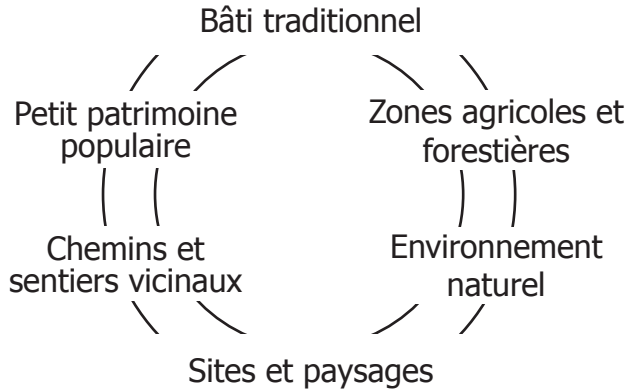 Bâti traditionnel
Petit patrimoine
populaire
Zones agricoles et
forestières
Chemins et
sentiers vicinaux
Environnement
naturel
Sites et paysages